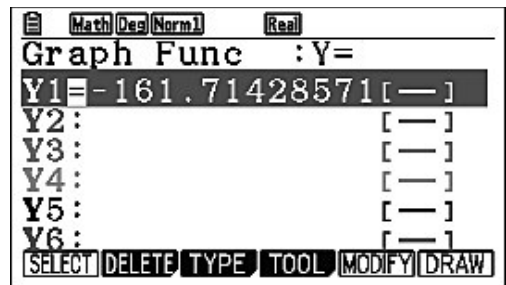 Math Deg Norm1 Real
Graph Func :Y=
Y1=-161.71428571[—]
Y2: [—]
Y3: [—]
Y4: [—]
Y5: [—]
Y6: [—]
SELECT DELETE TYPE TOOL MODIFY DRAW